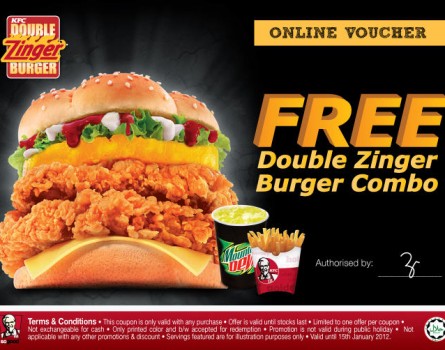 KFC
DOUBLE
Zinger
BURGER
ONLINE VOUCHER
FREE
Double Zinger
Burger Combo
Authorised by:
KFC
Terms & Conditions • This coupon is only valid with any purchase • Offer is valid until stocks last • Limited to one offer per coupon •
Not exchangeable for cash • Only printed color and b/w accepted for redemption • Promotion is not valid during public holiday • Not
applicable with any other promotions & discount • Servings featured are for illustration purposes only • Valid until 15th January 2012.